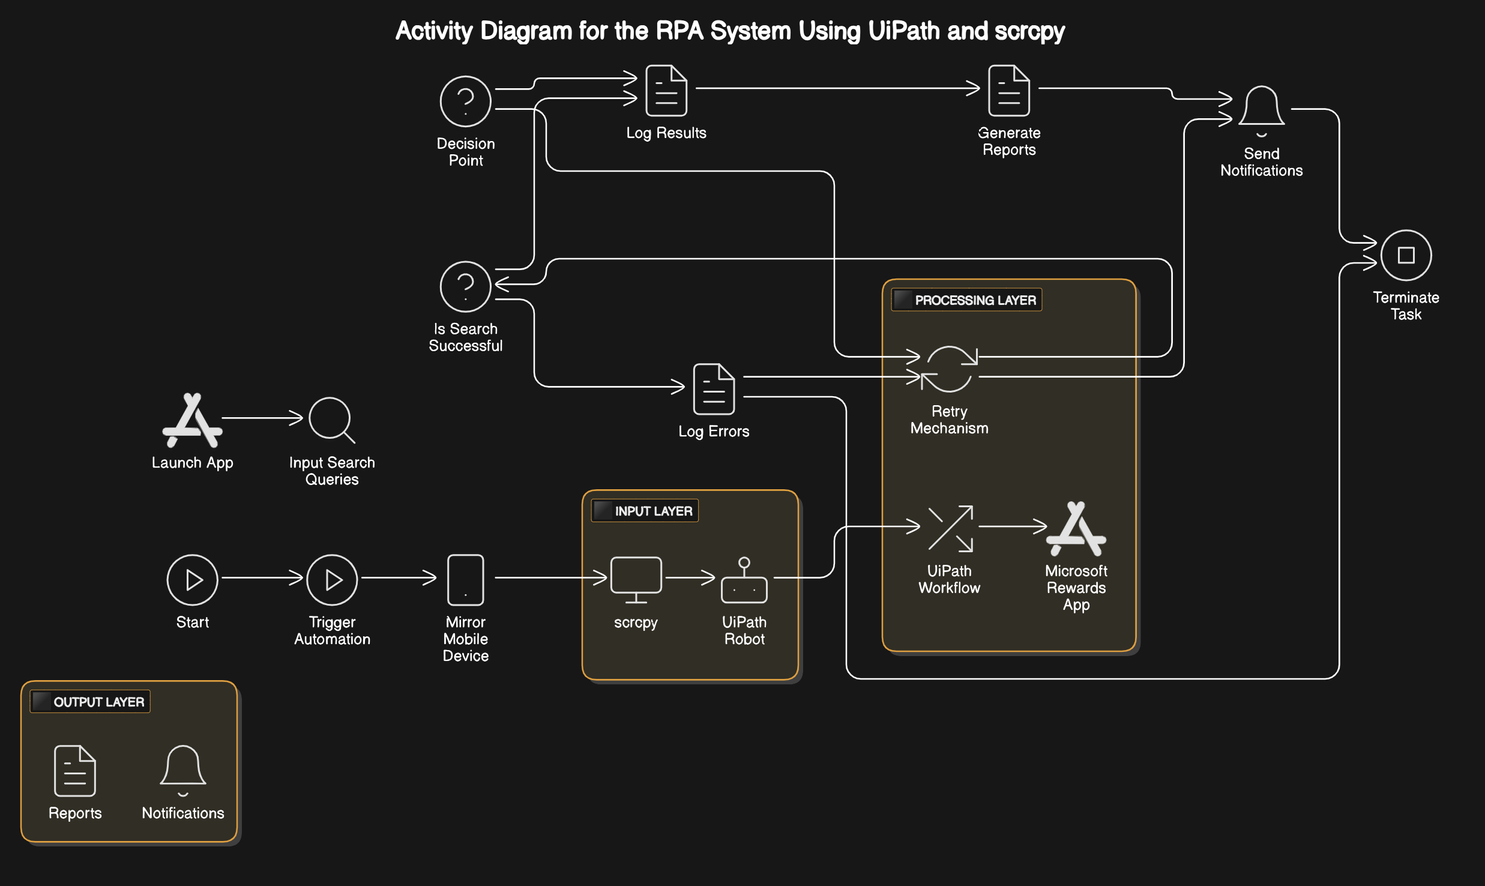 Activity Diagram for the RPA System Using UiPath and scrcpy
Decision
Point
Log Results
Generate
Reports
Send
Notifications
Is Search
Successful
PROCESSING LAYER
Terminate
Task
Retry
Mechanism
Log Errors
Launch App
Input Search
Queries
INPUT LAYER
UiPath
Workflow
Microsoft
Rewards
App
Start
Trigger
Automation
Mirror
Mobile
Device
scrcpy
UiPath
Robot
OUTPUT LAYER
Reports
Notifications